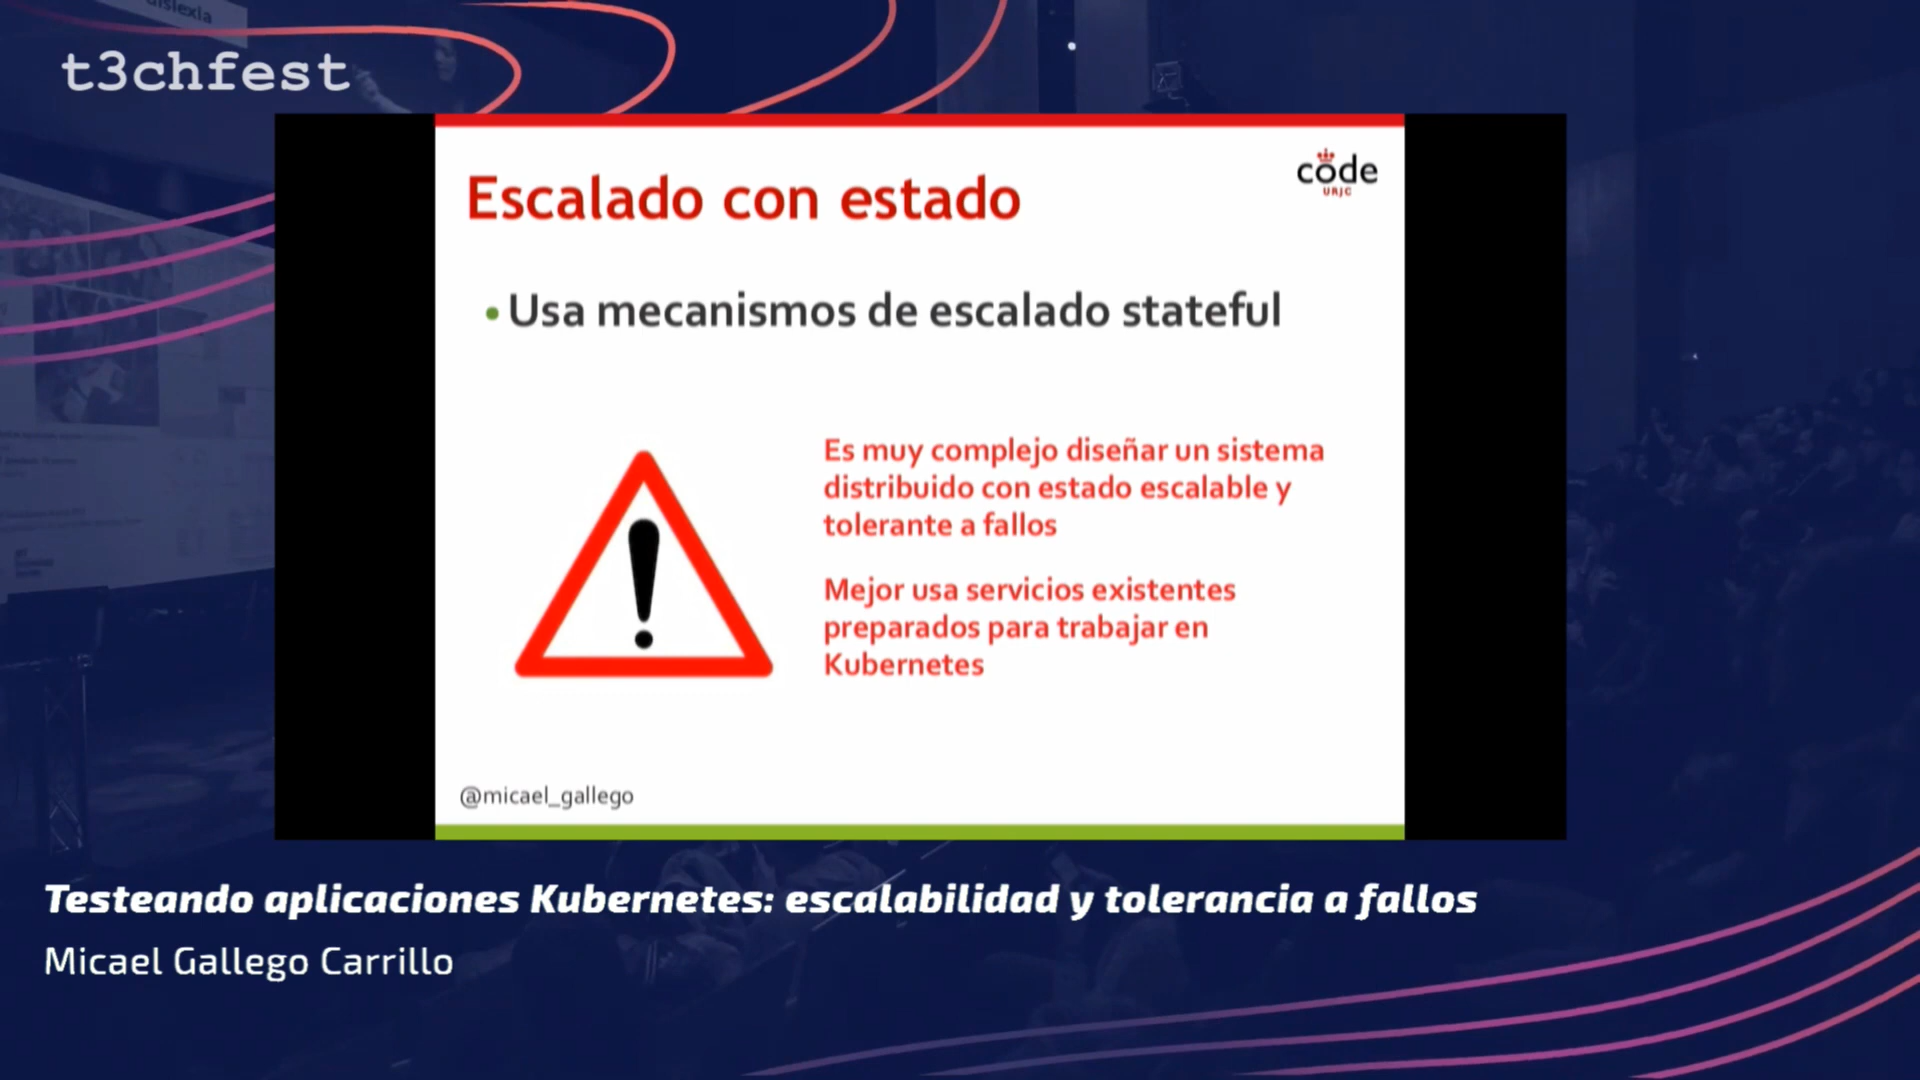 t3chfest
Escalado con estado
code
URJC
• Usa mecanismos de escalado stateful
Es muy complejo diseñar un sistema
distribuido con estado escalable y
tolerante a fallos
Mejor usa servicios existentes
preparados para trabajar en
Kubernetes
@micael_gallego
Testeando aplicaciones Kubernetes: escalabilidad y tolerancia a fallos
Micael Gallego Carrillo